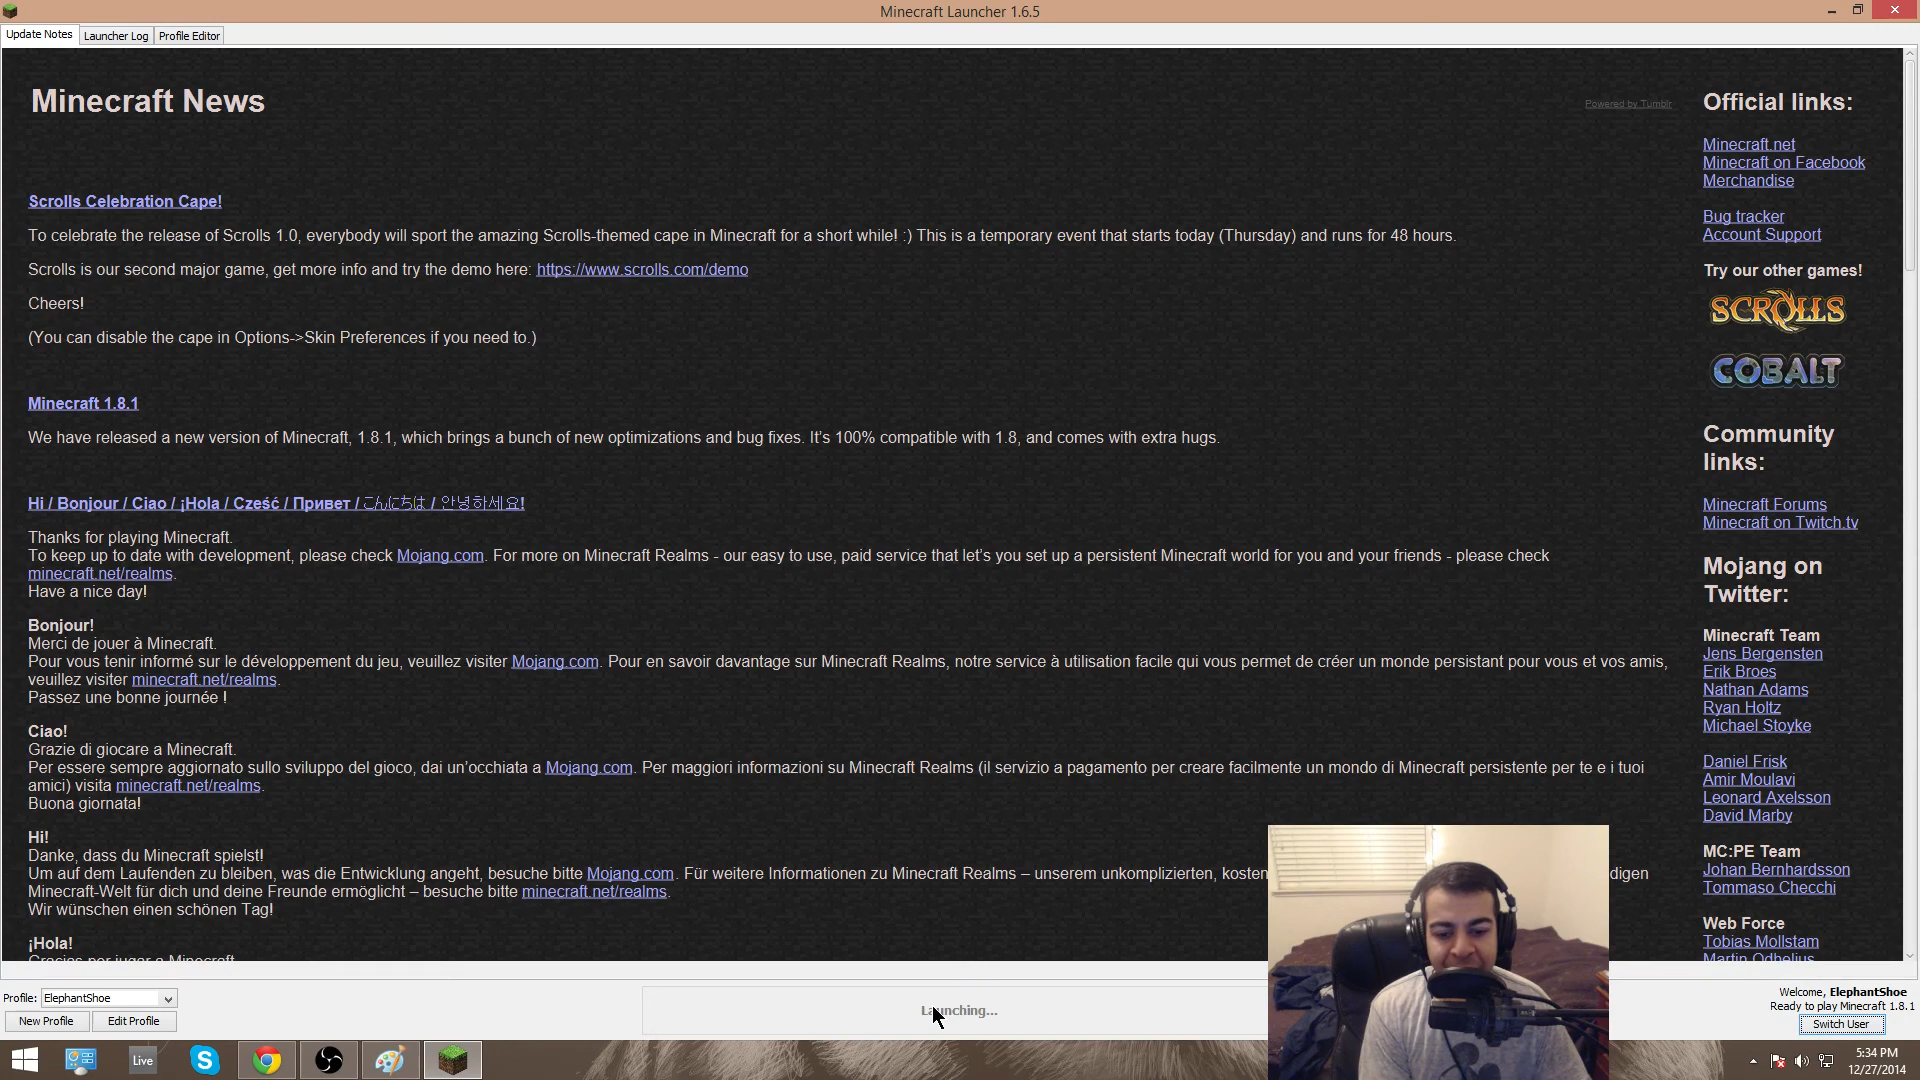 Minecraft Launcher 1.6.5
Update Notes
Launcher Log
Profile Editor
Minecraft News
Powered by Tumblr
Scrolls Celebration Cape!
To celebrate the release of Scrolls 1.0, everybody will sport the amazing Scrolls-themed cape in Minecraft for a short while! :) This is a temporary event that starts today (Thursday) and runs for 48 hours.
Scrolls is our second major game, get more info and try the demo here: https://www.scrolls.com/demo
Cheers!
(You can disable the cape in Options->Skin Preferences if you need to.)
Minecraft 1.8.1
We have released a new version of Minecraft, 1.8.1, which brings a bunch of new optimizations and bug fixes. It's 100% compatible with 1.8, and comes with extra hugs.
Hi / Bonjour / Ciao / ¡Hola / Cześć / Привет / こんにちは / 안녕하세요!
Thanks for playing Minecraft.
To keep up to date with development, please check Mojang.com. For more on Minecraft Realms - our easy to use, paid service that let's you set up a persistent Minecraft world for you and your friends - please check
minecraft.net/realms.
Have a nice day!
Bonjour!
Merci de jouer à Minecraft.
Pour vous tenir informé sur le développement du jeu, veuillez visiter Mojang.com. Pour en savoir davantage sur Minecraft Realms, notre service à utilisation facile qui vous permet de créer un monde persistant pour vous et vos amis,
veuillez visiter minecraft.net/realms.
Passez une bonne journée !
Ciao!
Grazie di giocare a Minecraft.
Per essere sempre aggiornato sullo sviluppo del gioco, dai un'occhiata a Mojang.com. Per maggiori informazioni su Minecraft Realms (il servizio a pagamento per creare facilmente un mondo di Minecraft persistente per te e i tuoi
amici) visita minecraft.net/realms.
Buona giornata!
Hi!
Danke, dass du Minecraft spielst!
Um auf dem Laufenden zu bleiben, was die Entwicklung angeht, besuche bitte Mojang.com. Für weitere Informationen zu Minecraft Realms – unserem unkomplizierten, kosten digen
Minecraft-Welt für dich und deine Freunde ermöglicht – besuche bitte minecraft.net/realms.
Wir wünschen einen schönen Tag!
¡Hola!
Gracias por jugar a Minecraft.
Official links:
Minecraft.net
Minecraft on Facebook
Merchandise
Bug tracker
Account Support
Try our other games!
SCROLLS
COBALT
Community
links:
Minecraft Forums
Minecraft on Twitch.tv
Mojang on
Twitter:
Minecraft Team
Jens Bergensten
Erik Broes
Nathan Adams
Ryan Holtz
Michael Stoyke
Daniel Frisk
Amir Moulavi
Leonard Axelsson
David Marby
MC:PE Team
Johan Bernhardsson
Tommaso Checchi
Web Force
Tobias Mollstam
Martin Odhelius
Profile: ElephantShoe
New Profile
Edit Profile
Launching...
Welcome, ElephantShoe
Ready to play Minecraft 1.8.1
Switch User
Live
5:34 PM
12/27/2014